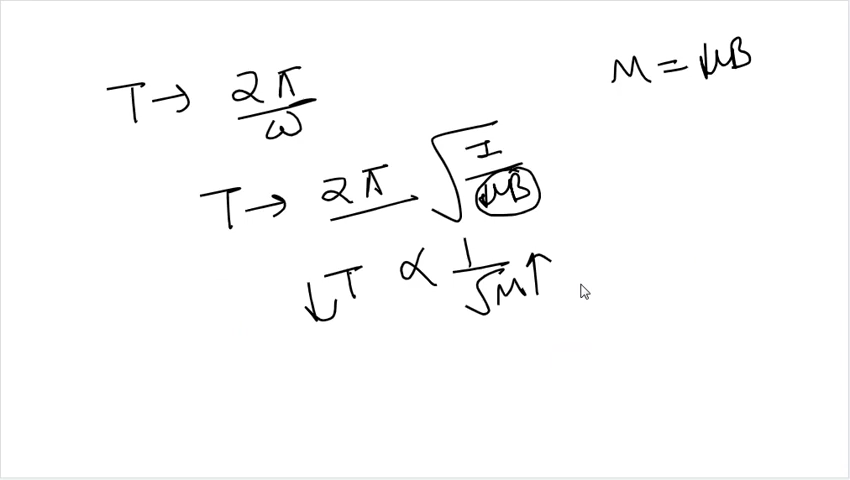 T → 2π/ω
M = μB
T → 2π √(I/μB)
↓T ∝ 1/√M↑